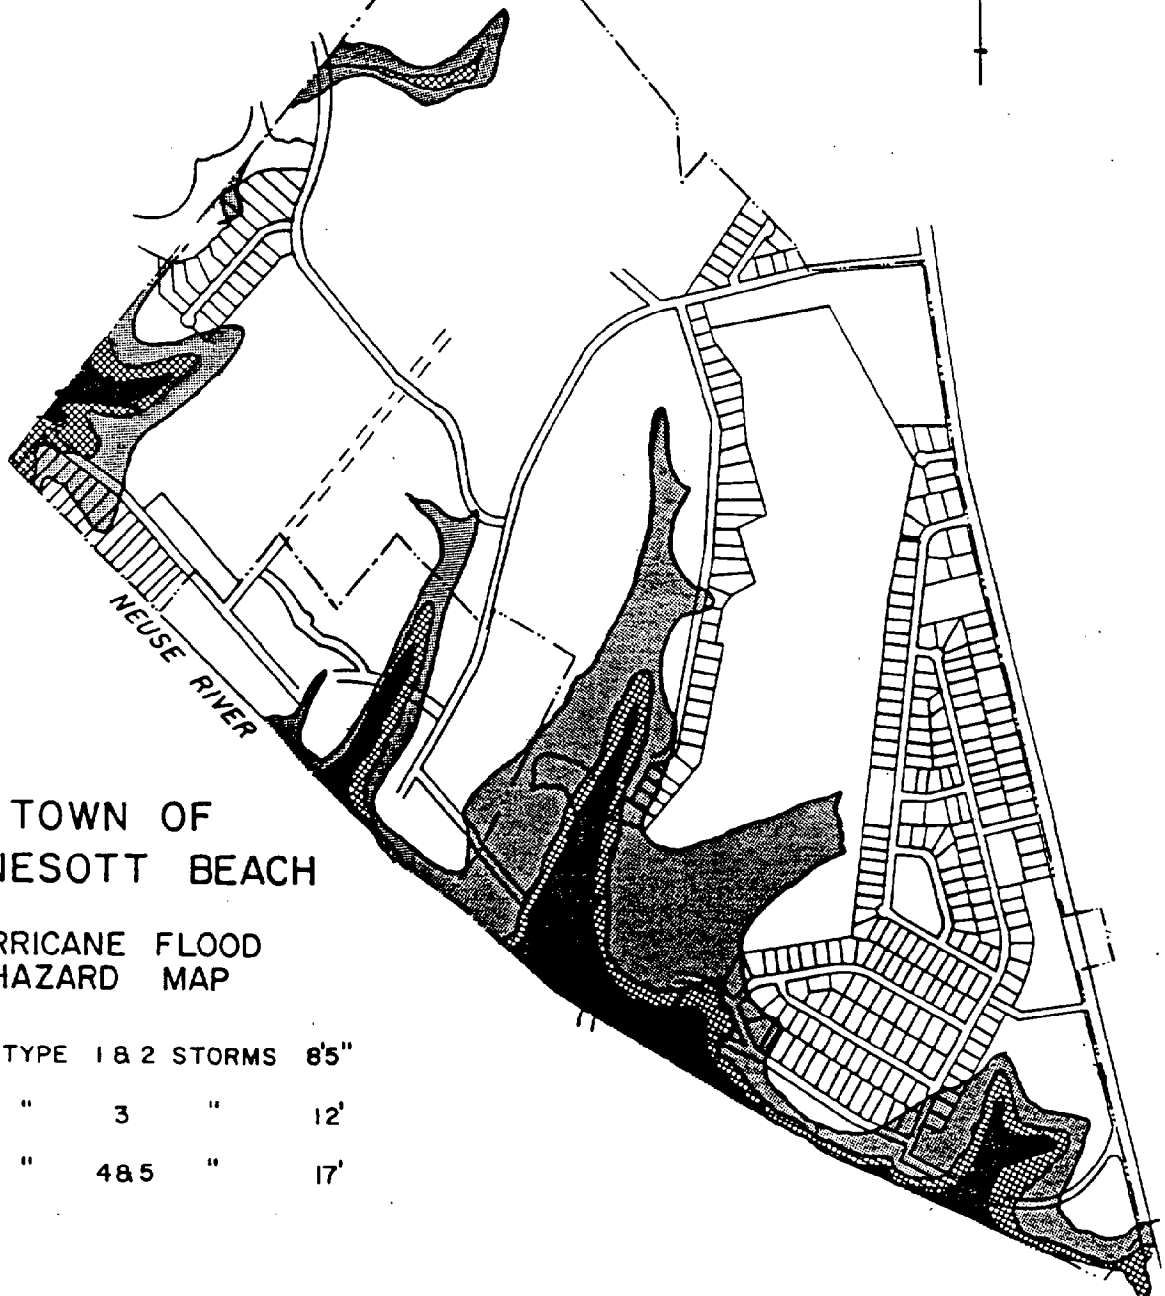 NEUSE RIVER
TOWN OF
NESOTT BEACH
RRICANE FLOOD
HAZARD MAP
TYPE 1 & 2 STORMS 8'5"
" 3 " 12'
" 4 & 5 " 17'